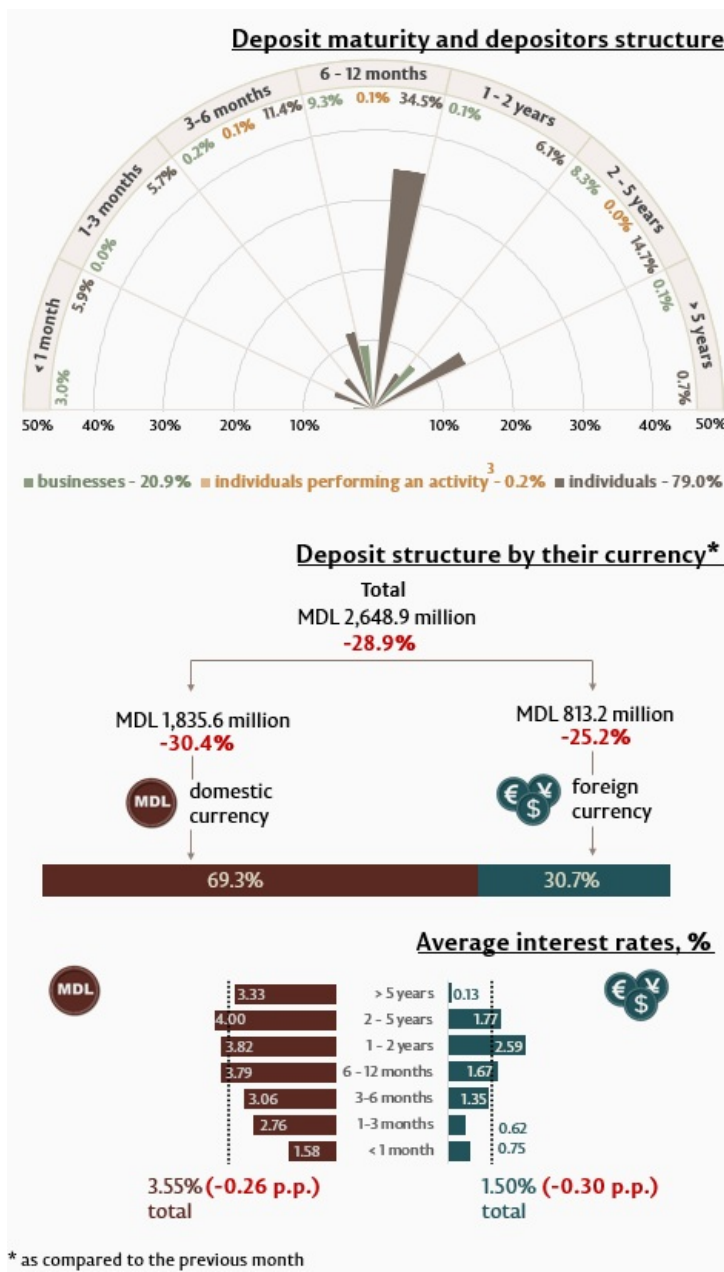 Deposit maturity and depositors structure
< 1 month
3.0%
5.9%
1-3 months
0.0%
5.7%
3-6 months
0.2%
0.1%
11.4%
6 - 12 months
9.3%
0.1%
34.5%
1 - 2 years
0.1%
6.1%
2 - 5 years
8.3%
0.0%
14.7%
> 5 years
0.1%
0.7%
50% 40% 30% 20% 10% 10% 20% 30% 40% 50%
businesses - 20.9% individuals performing an activity3 - 0.2% individuals - 79.0%
Deposit structure by their currency*
Total
MDL 2,648.9 million
-28.9%
MDL 1,835.6 million
-30.4%
MDL
domestic
currency
MDL 813.2 million
-25.2%
€ ¥ $
foreign
currency
69.3% 30.7%
Average interest rates, %
MDL
€ ¥ $
3.33 > 5 years 0.13
4.00 2 - 5 years 1.77
3.82 1 - 2 years 2.59
3.79 6 - 12 months 1.67
3.06 3-6 months 1.35
2.76 1-3 months 0.62
1.58 < 1 month 0.75
3.55% (-0.26 p.p.)
total
1.50% (-0.30 p.p.)
total
* as compared to the previous month